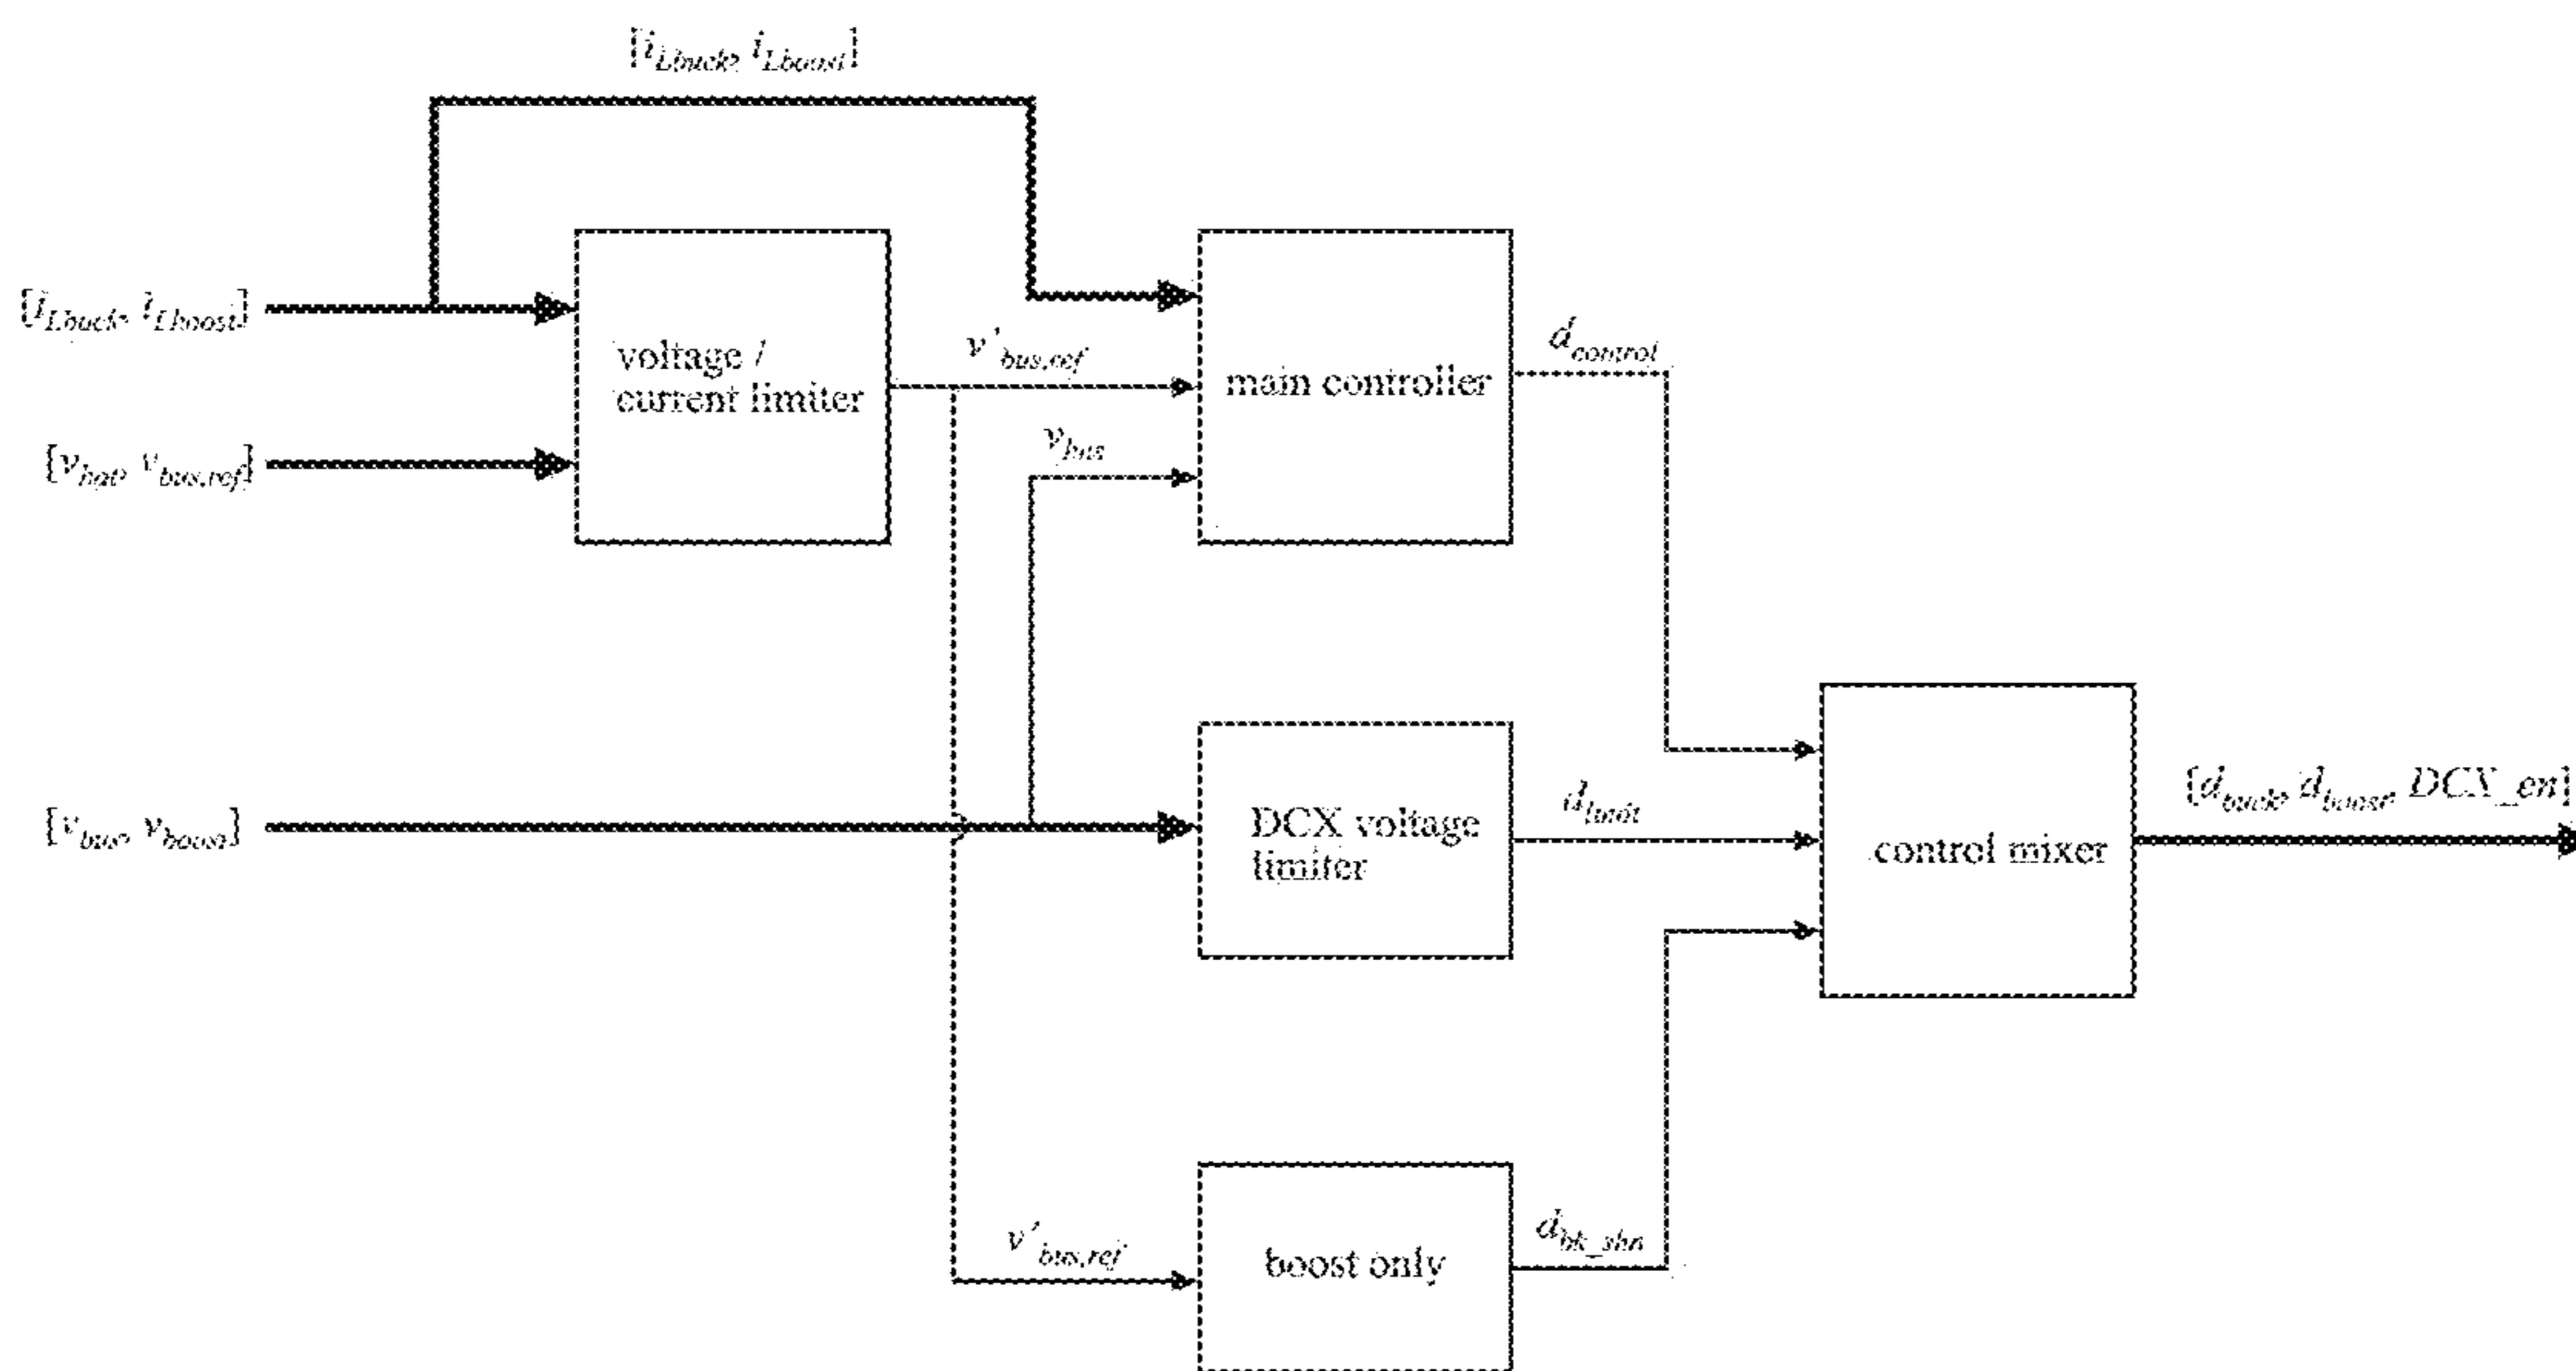 [i_Lbuck, i_Lboost]
[i_Lbuck, i_Lboost]
voltage /
current limiter
v'_bus,ref
main controller
d_control
[v_bat, v_bus,ref]
v_bus
[v_bus, v_boost]
DCX voltage
limiter
d_limit
control mixer
[d_buck, d_boost, DCX_en]
v'_bus,ref
boost only
d_bk_shn